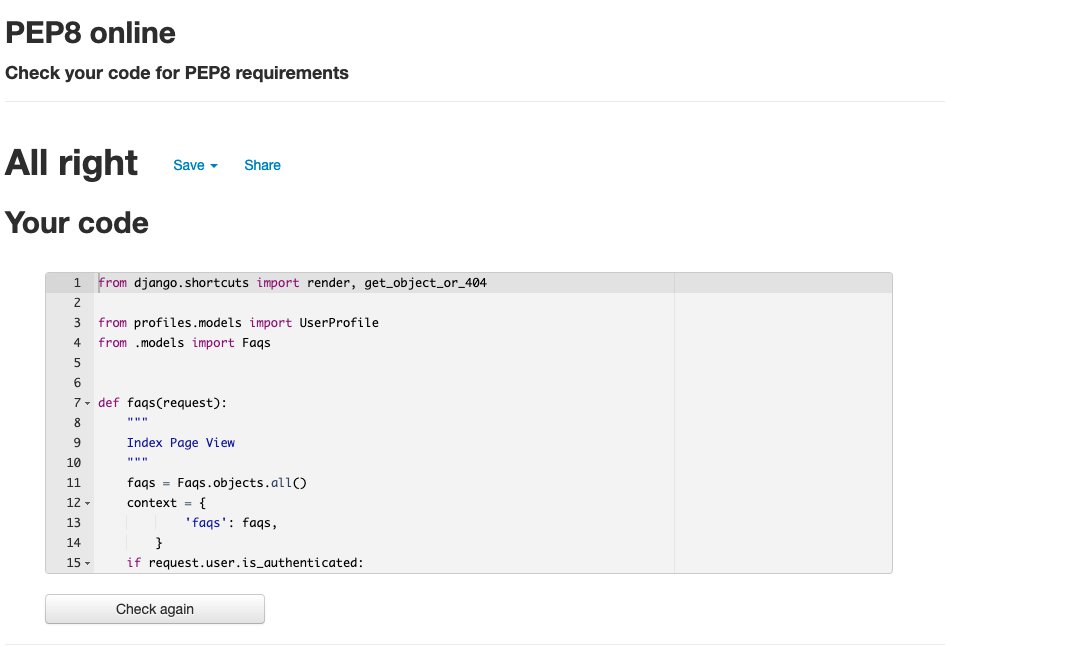 PEP8 online
Check your code for PEP8 requirements
All right Save Share
Your code
1 from django.shortcuts import render, get_object_or_404
2
3 from profiles.models import UserProfile
4 from .models import Faqs
5
6
7 def faqs(request):
8     """
9     Index Page View
10     """
11     faqs = Faqs.objects.all()
12     context = {
13             'faqs': faqs,
14         }
15     if request.user.is_authenticated:
Check again